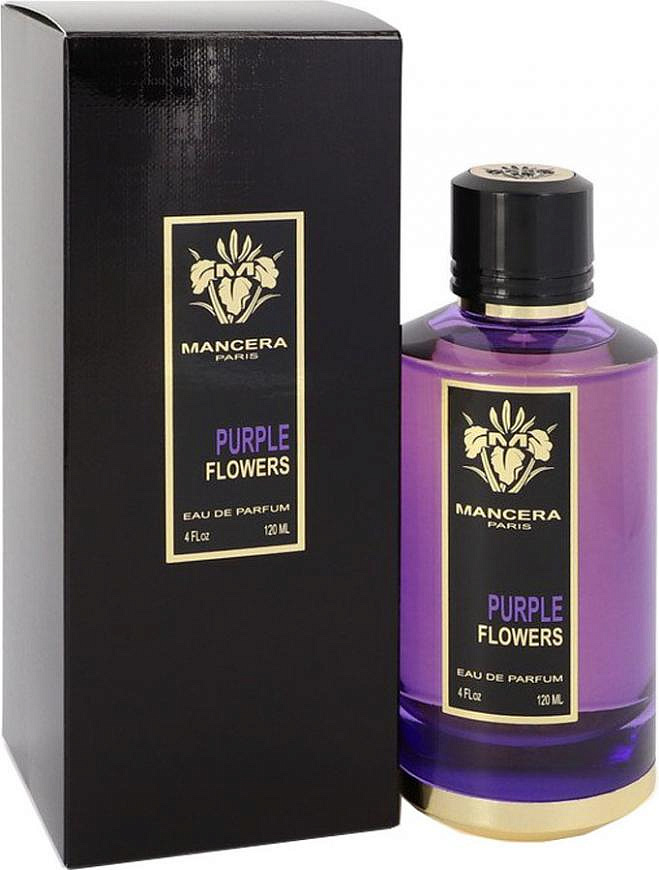 MANCERA
PARIS
PURPLE
FLOWERS
EAU DE PARFUM
4 FLoz 120 ML
MANCERA
PARIS
PURPLE
FLOWERS
EAU DE PARFUM
4 FLoz 120 ML